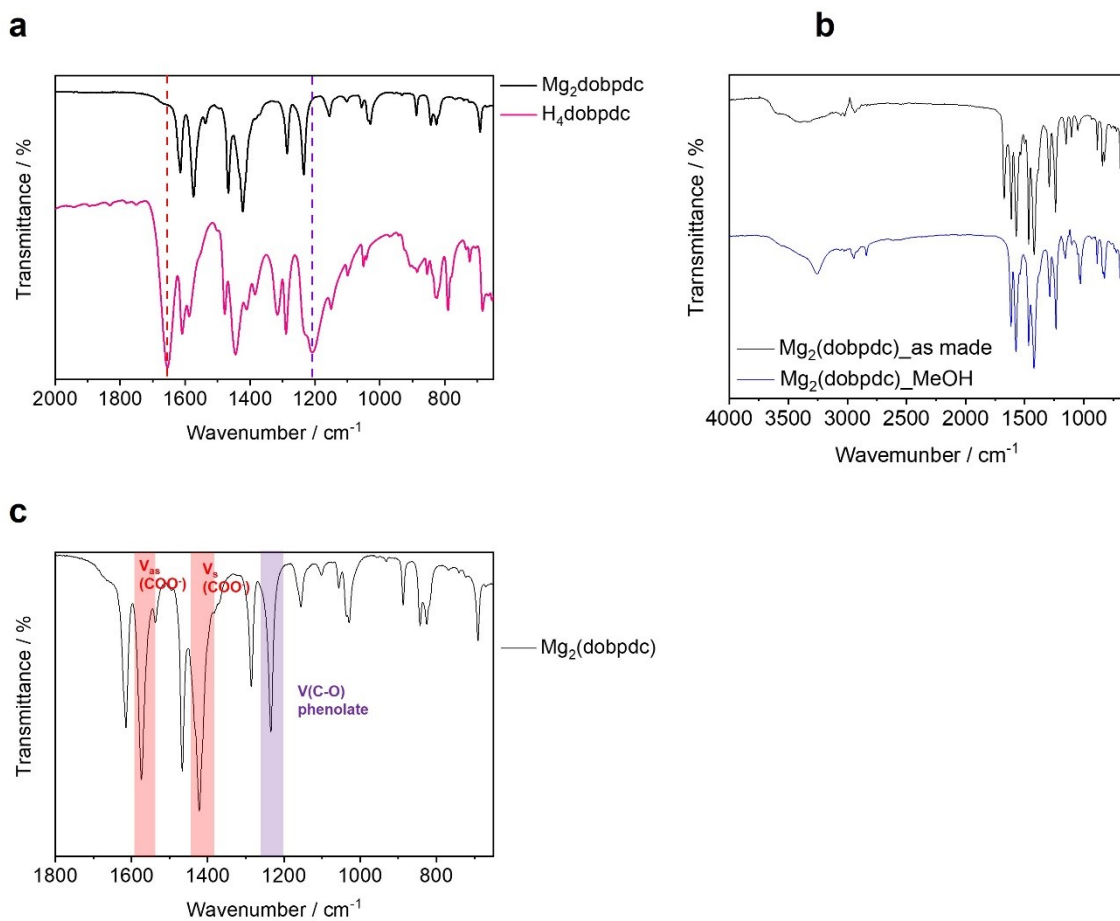 a
Transmittance / %
2000 1800 1600 1400 1200 1000 800
Wavenumber / cm⁻¹
Mg₂dobpdc
H₄dobpdc
b
Transmittance / %
Mg₂(dobpdc)_as made
Mg₂(dobpdc)_MeOH
4000 3500 3000 2500 2000 1500 1000
Wavemunber / cm⁻¹
c
Transmittance / %
Vas
(COO⁻)
Vs
(COO⁻)
V(C-O)
phenolate
1800 1600 1400 1200 1000 800
Wavenumber / cm⁻¹
Mg₂(dobpdc)